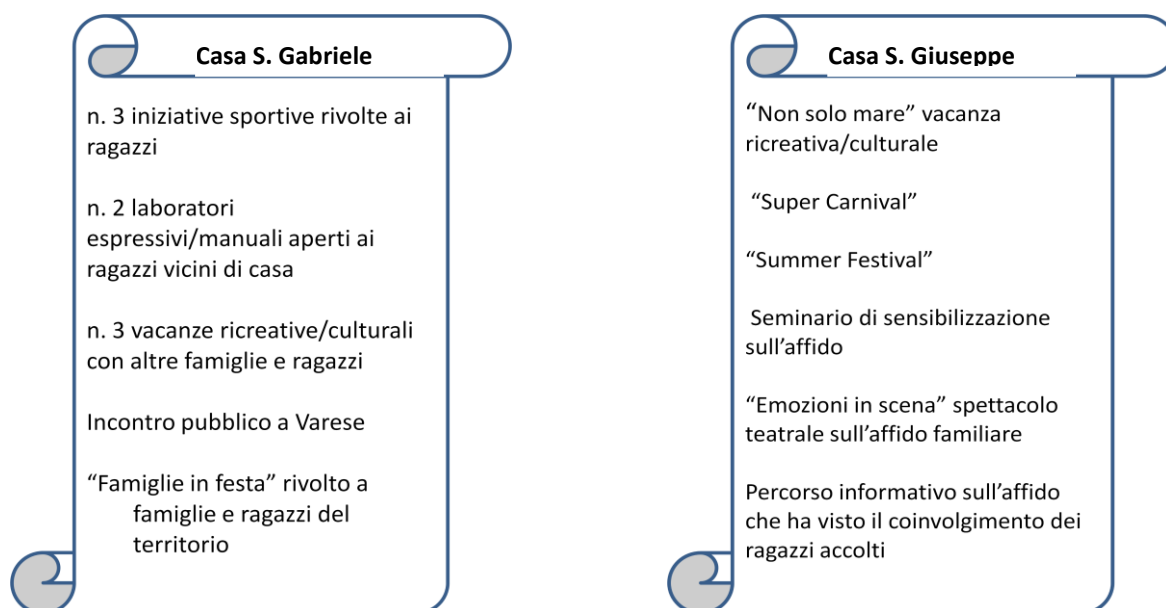 Casa S. Gabriele
n. 3 iniziative sportive rivolte ai
ragazzi
n. 2 laboratori
espressivi/manuali aperti ai
ragazzi vicini di casa
n. 3 vacanze ricreative/culturali
con altre famiglie e ragazzi
Incontro pubblico a Varese
“Famiglie in festa” rivolto a
famiglie e ragazzi del
territorio
Casa S. Giuseppe
“Non solo mare” vacanza
ricreativa/culturale
“Super Carnival”
“Summer Festival”
Seminario di sensibilizzazione
sull’affido
“Emozioni in scena” spettacolo
teatrale sull’affido familiare
Percorso informativo sull’affido
che ha visto il coinvolgimento dei
ragazzi accolti